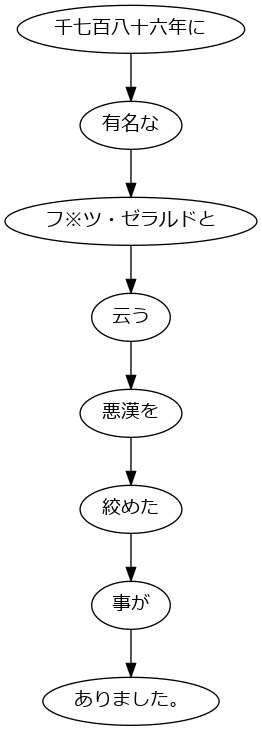 千七百八十六年に
有名な
フ※ツ・ゼラルドと
云う
悪漢を
絞めた
事が
ありました。